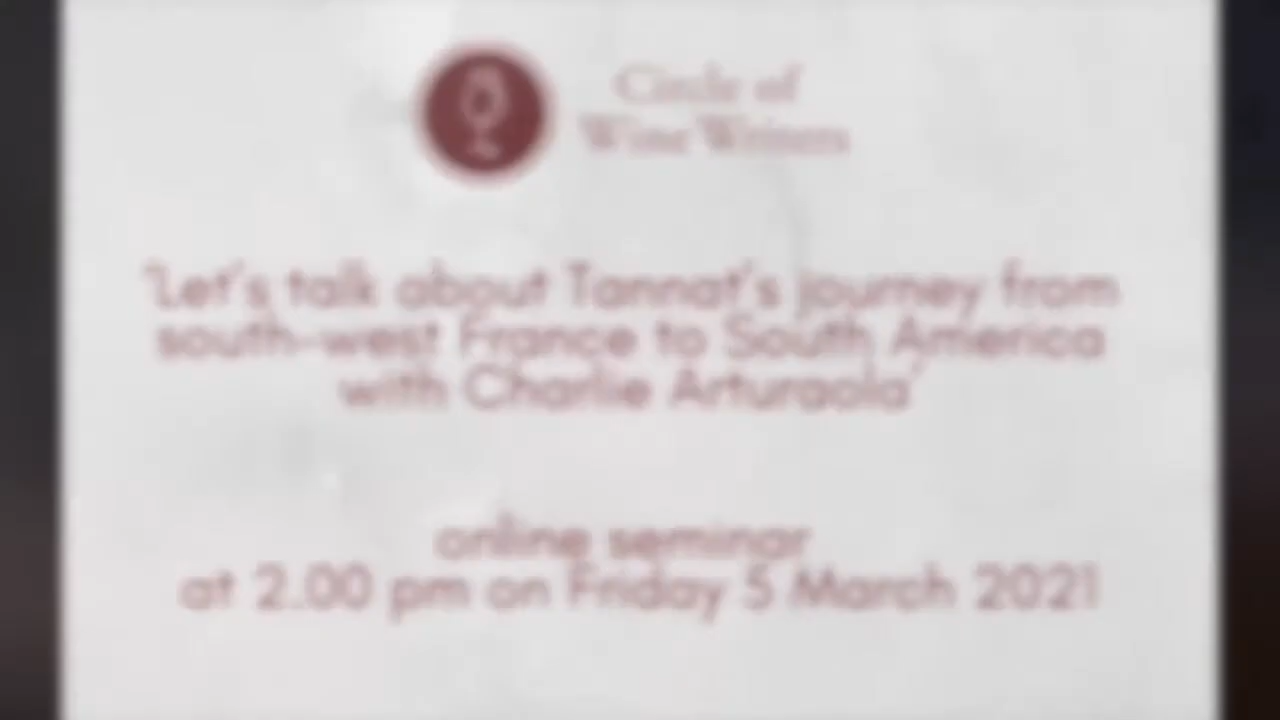 Circle of
Wine Writers
'Let's talk about Tannat's journey from
south-west France to South America
with Charlie Arturaola'
online seminar
at 2.00 pm on Friday 5 March 2021